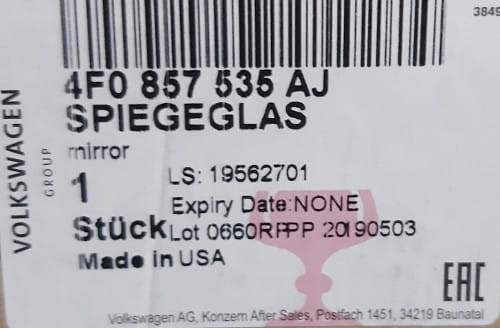 3849
4F0 857 535 AJ
SPIEGEGLAS
mirror
1
Stück
LS: 19562701
Expiry Date:NONE
Lot 0660RPPP 20190503
Made in USA
VOLKSWAGEN
GROUP
EAC
Volkswagen AG, Konzern After Sales, Postfach 1451, 34219 Baunatal